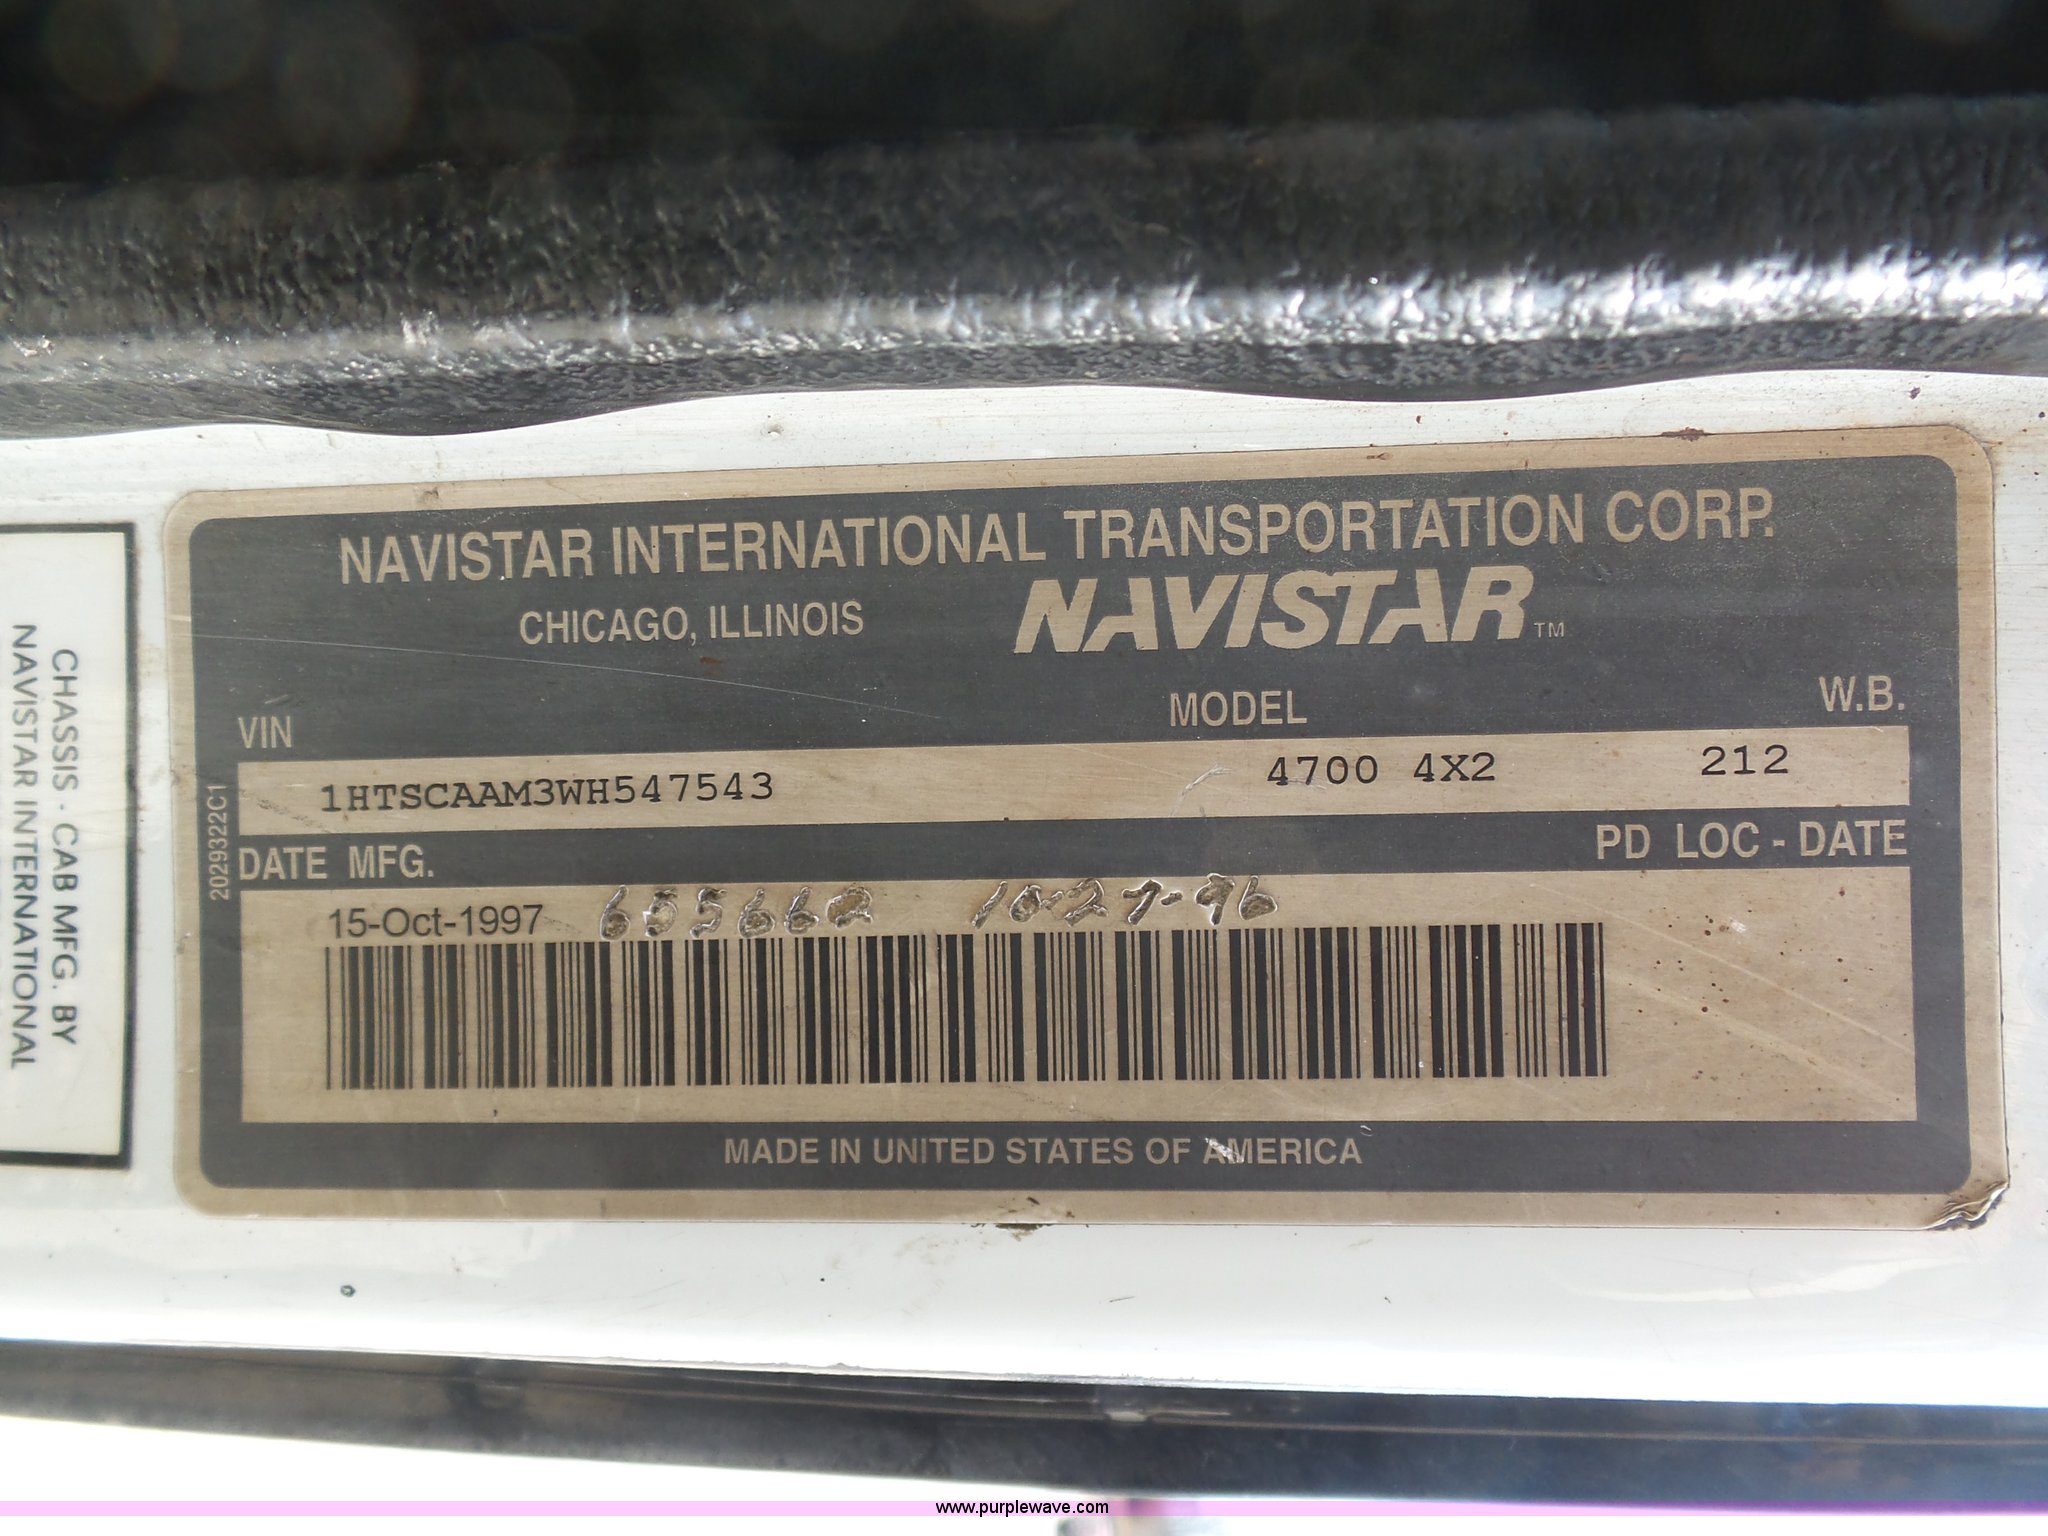 NAVISTAR INTERNATIONAL TRANSPORTATION CORP.
CHICAGO, ILLINOIS
NAVISTAR™
VIN
MODEL
W.B.
1HTSCAAM3WH547543
4700 4X2
212
DATE MFG.
PD LOC - DATE
15-Oct-1997
10-27-96
2029322C1
MADE IN UNITED STATES OF AMERICA
CHASSIS - CAB MFG. BY
NAVISTAR INTERNATIONAL
www.purplewave.com